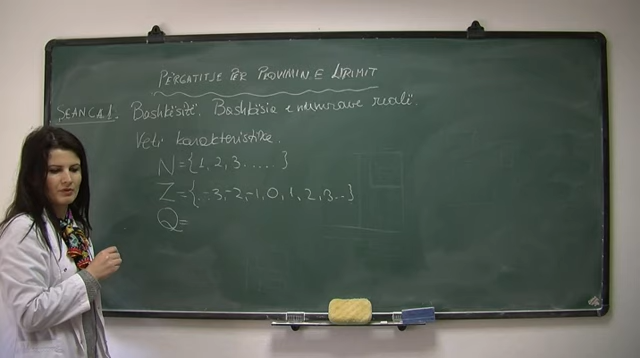 PËRGATITJE PËR PROVIMIN E LIRIMIT
SEANCA 1. Bashkësitë. Bashkësia e numrave realë.
Veti karakteristike.
N={1,2,3.....}
Z={..-3,-2,-1,0,1,2,3..}
Q=